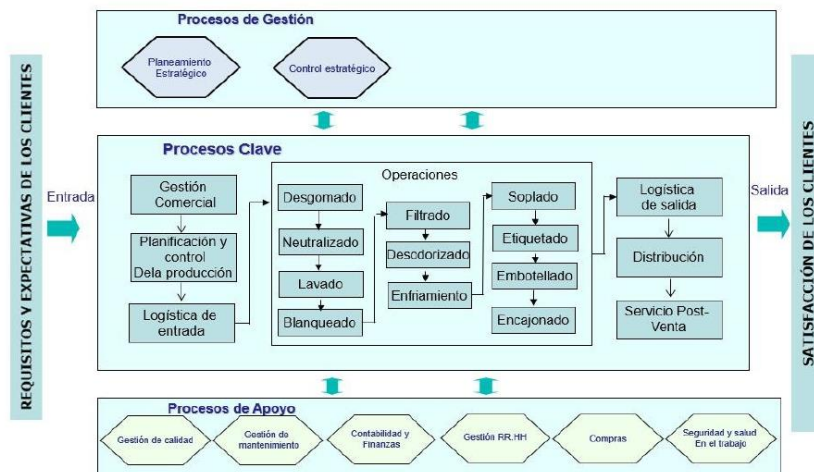 Procesos de Gestión
Planeamiento
Estratégico
Control estratégico
REQUISITOS Y EXPECTATIVAS DE LOS CLIENTES
Entrada
Procesos Clave
Gestión
Comercial
Planificación y
control
Dela producción
Logística de
entrada
Operaciones
Desgomado
Neutralizado
Lavado
Blanqueado
Filtrado
Desodorizado
Enfriamiento
Soplado
Etiquetado
Embotellado
Encajonado
Logística
de salida
Distribución
Servicio Post-
Venta
Salida
SATISFACCIÓN DE LOS CLIENTES
Procesos de Apoyo
Gestión de calidad
Gestión de
mantenimiento
Contabilidad y
Finanzas
Gestión RR.HH
Compras
Seguridad y salud
En el trabajo